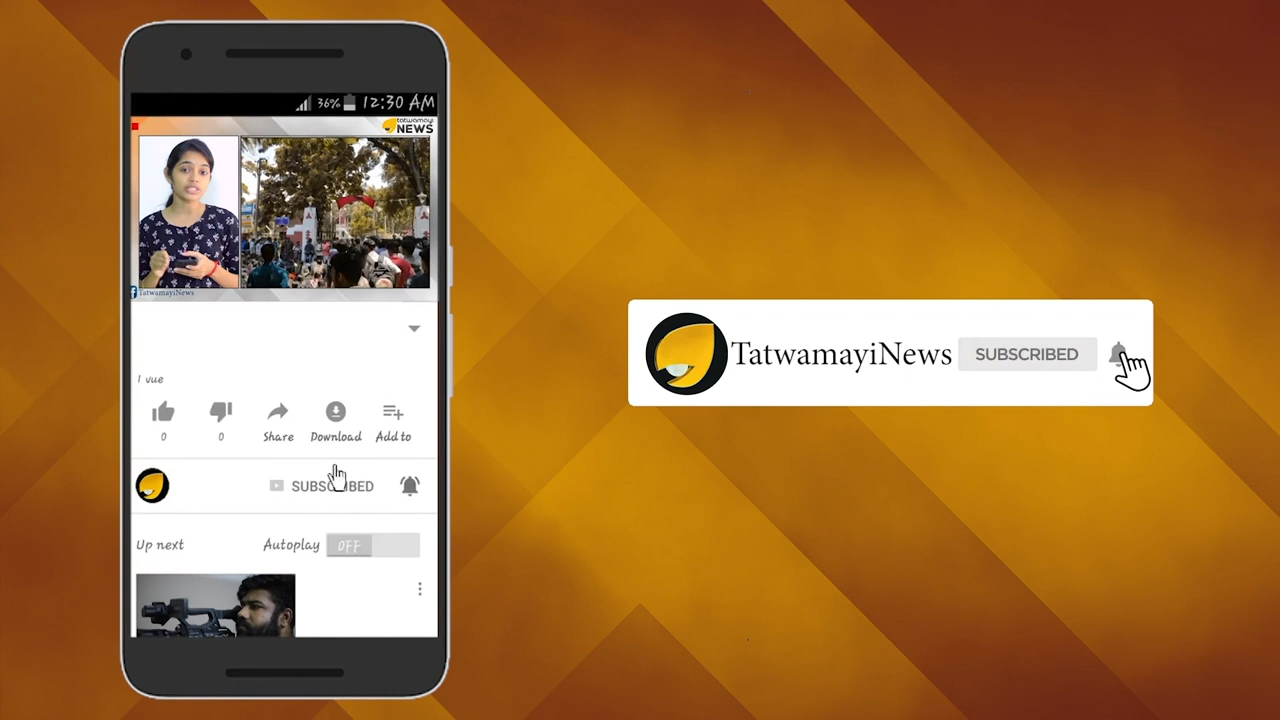 36% 12:30 AM
tatwamayi
NEWS
TatwamayiNews
1 vue
0 0 Share Download Add to
SUBSCRIBED
Up next Autoplay OFF
TatwamayiNews SUBSCRIBED